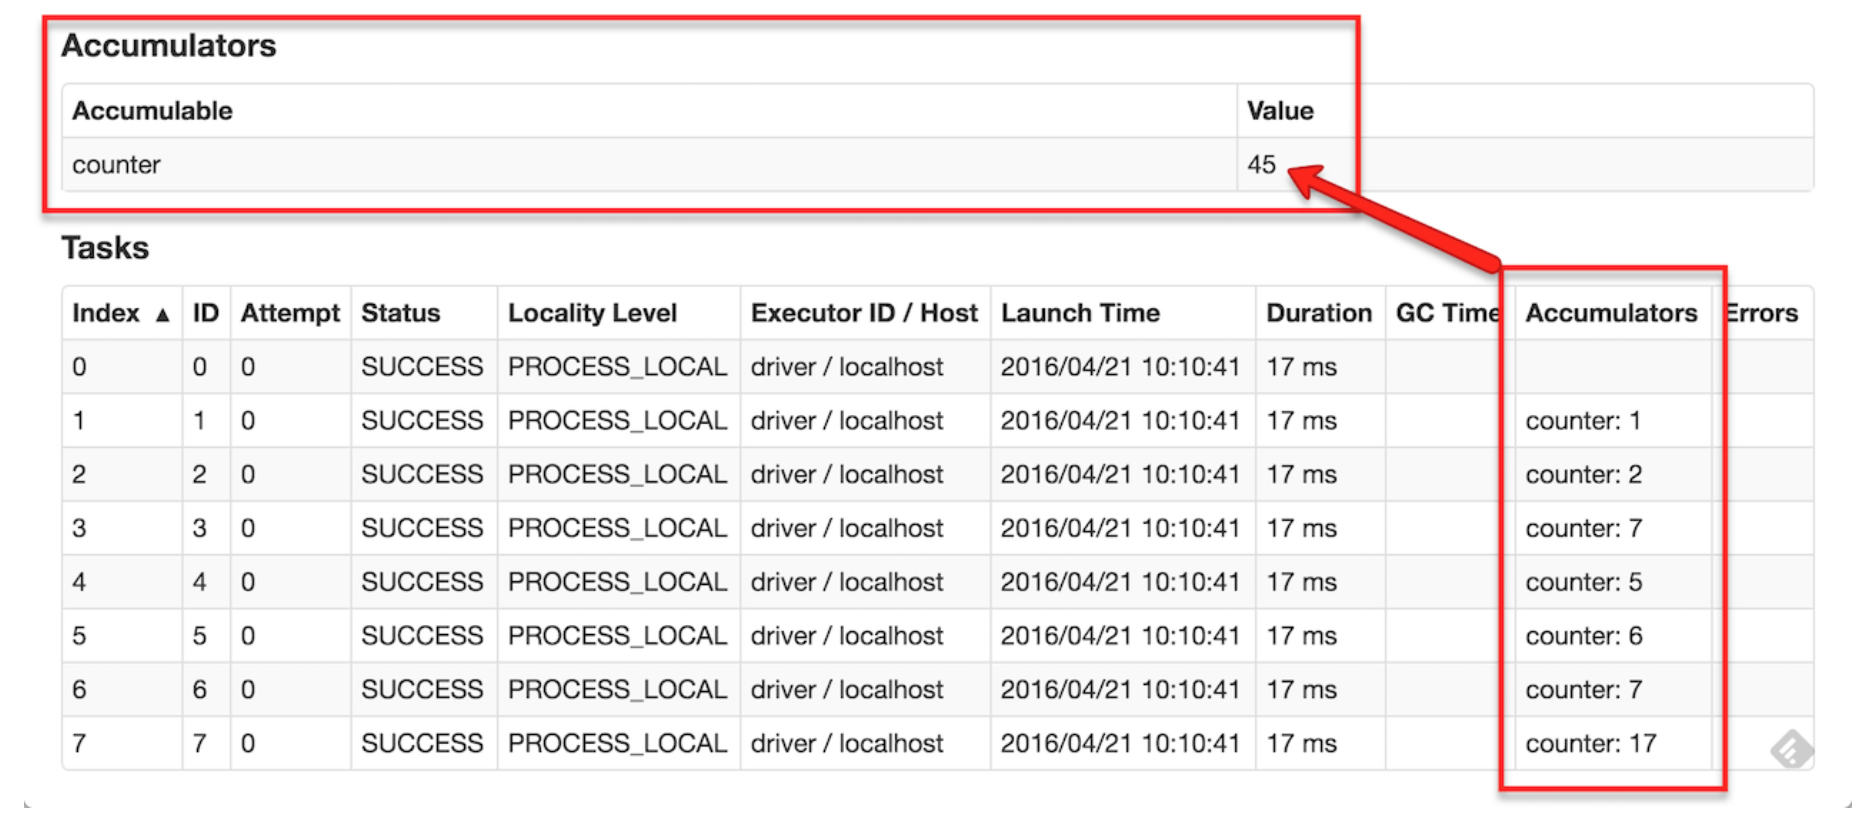 Accumulators
Accumulable Value
counter 45
Tasks
Index ▲ ID Attempt Status Locality Level Executor ID / Host Launch Time Duration GC Time Accumulators Errors
0 0 0 SUCCESS PROCESS_LOCAL driver / localhost 2016/04/21 10:10:41 17 ms
1 1 0 SUCCESS PROCESS_LOCAL driver / localhost 2016/04/21 10:10:41 17 ms counter: 1
2 2 0 SUCCESS PROCESS_LOCAL driver / localhost 2016/04/21 10:10:41 17 ms counter: 2
3 3 0 SUCCESS PROCESS_LOCAL driver / localhost 2016/04/21 10:10:41 17 ms counter: 7
4 4 0 SUCCESS PROCESS_LOCAL driver / localhost 2016/04/21 10:10:41 17 ms counter: 5
5 5 0 SUCCESS PROCESS_LOCAL driver / localhost 2016/04/21 10:10:41 17 ms counter: 6
6 6 0 SUCCESS PROCESS_LOCAL driver / localhost 2016/04/21 10:10:41 17 ms counter: 7
7 7 0 SUCCESS PROCESS_LOCAL driver / localhost 2016/04/21 10:10:41 17 ms counter: 17